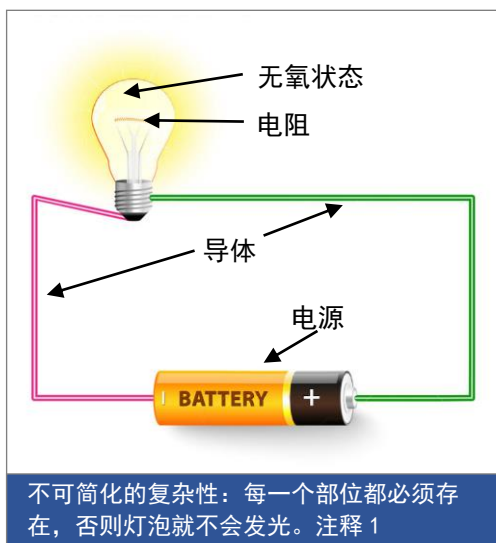 无氧状态
电阻
导体
电源
BATTERY +
不可简化的复杂性：每一个部位都必须存
在，否则灯泡就不会发光。注释 1